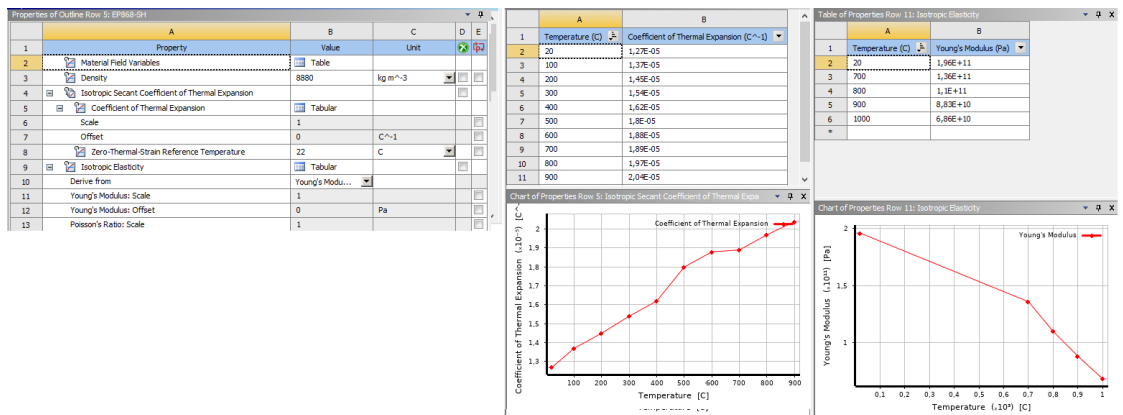 Properties of Outline Row 5: EP868-SH
A B C D E
1 Property Value Unit
2 Material Field Variables Table
3 Density 8880 kg m^-3
4 Isotropic Secant Coefficient of Thermal Expansion
5 Coefficient of Thermal Expansion Tabular
6 Scale 1
7 Offset 0 C^-1
8 Zero-Thermal-Strain Reference Temperature 22 C
9 Isotropic Elasticity Tabular
10 Derive from Young's Modu...
11 Young's Modulus: Scale 1
12 Young's Modulus: Offset 0 Pa
13 Poisson's Ratio: Scale 1
A B
1 Temperature (C) Coefficient of Thermal Expansion (C^-1)
2 20 1,27E-05
3 100 1,37E-05
4 200 1,45E-05
5 300 1,54E-05
6 400 1,62E-05
7 500 1,8E-05
8 600 1,88E-05
9 700 1,89E-05
10 800 1,97E-05
11 900 2,04E-05
Chart of Properties Row 5: Isotropic Secant Coefficient of Thermal Expa
Coefficient of Thermal Expansion
2
1,9
1,8
1,7
1,6
1,5
1,4
1,3
Coefficient of Thermal Expansion (.10⁻⁵) [C^
100 200 300 400 500 600 700 800 900
Temperature [C]
Table of Properties Row 11: Isotropic Elasticity
A B
1 Temperature (C) Young's Modulus (Pa)
2 20 1,96E+11
3 700 1,36E+11
4 800 1,1E+11
5 900 8,83E+10
6 1000 6,86E+10
*
Chart of Properties Row 11: Isotropic Elasticity
Young's Modulus
2
1,5
1
Young's Modulus (.10¹¹) [Pa]
0,1 0,2 0,3 0,4 0,5 0,6 0,7 0,8 0,9 1
Temperature (.10³) [C]